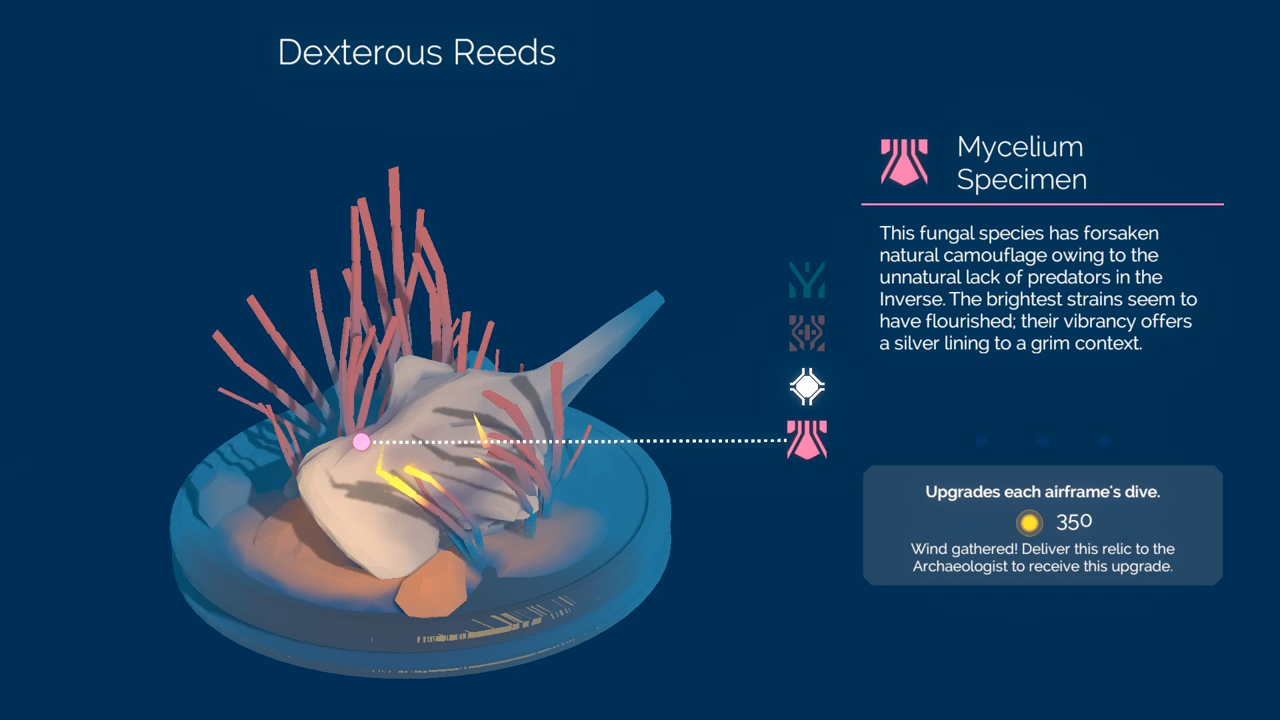 Dexterous Reeds
Mycelium
Specimen
This fungal species has forsaken
natural camouflage owing to the
unnatural lack of predators in the
Inverse. The brightest strains seem to
have flourished; their vibrancy offers
a silver lining to a grim context.
Upgrades each airframe's dive.
350
Wind gathered! Deliver this relic to the
Archaeologist to receive this upgrade.